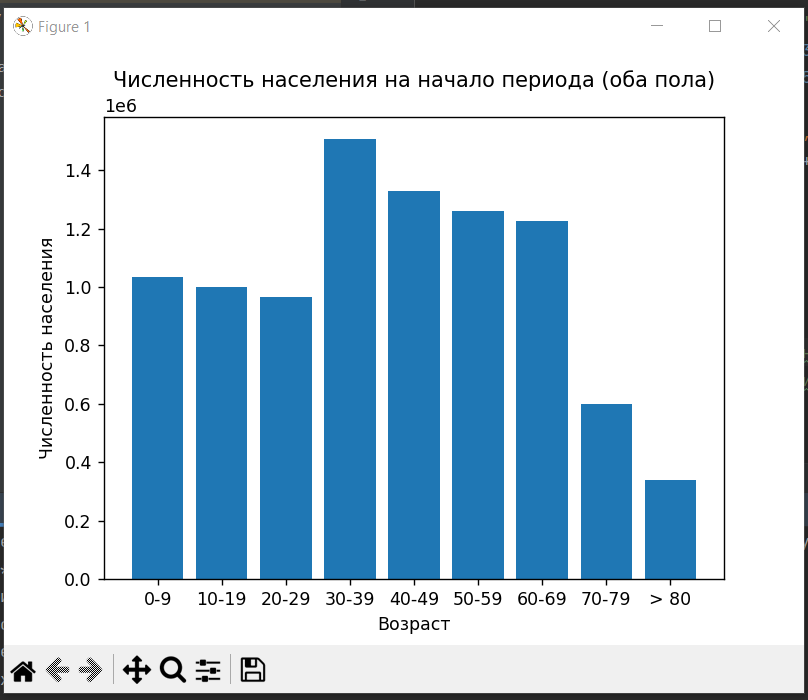 Figure 1
Численность населения на начало периода (оба пола)
1e6
1.4
1.2
1.0
0.8
0.6
0.4
0.2
0.0
Численность населения
0-9 10-19 20-29 30-39 40-49 50-59 60-69 70-79 > 80
Возраст